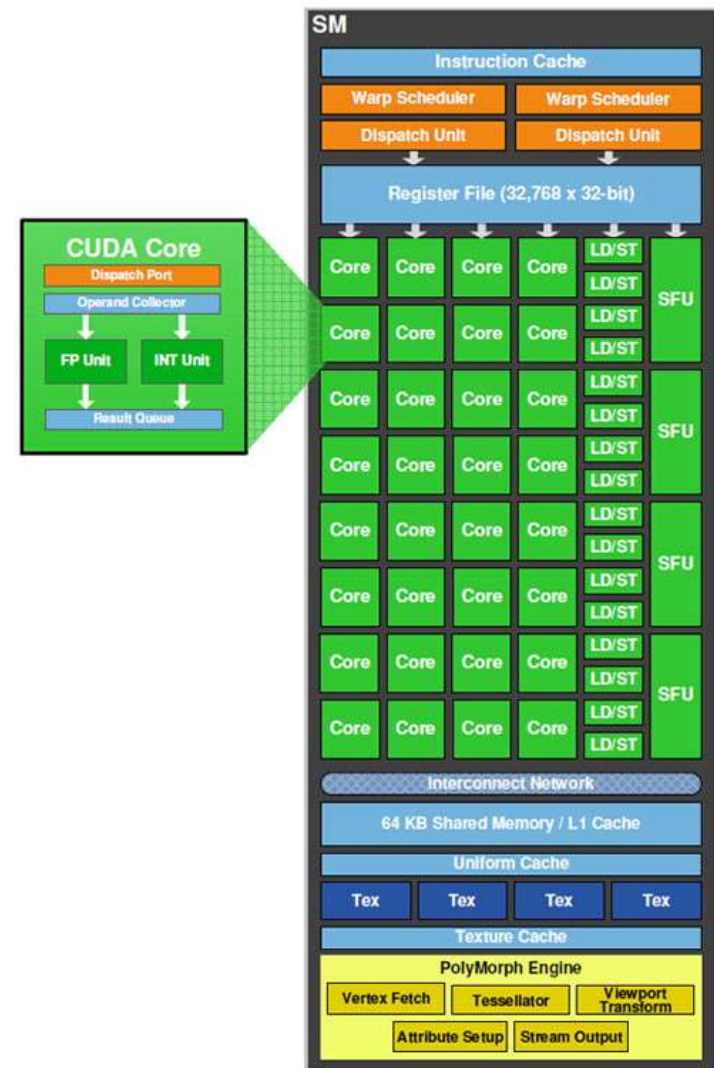 SM
Instruction Cache
Warp Scheduler Warp Scheduler
Dispatch Unit Dispatch Unit
Register File (32,768 x 32-bit)
CUDA Core
Dispatch Port
Operand Collector
FP Unit INT Unit
Result Queue
Core Core Core Core LD/ST SFU
LD/ST
Core Core Core Core LD/ST
LD/ST
Core Core Core Core LD/ST SFU
LD/ST
Core Core Core Core LD/ST
LD/ST
Core Core Core Core LD/ST SFU
LD/ST
Core Core Core Core LD/ST
LD/ST
Core Core Core Core LD/ST SFU
LD/ST
Core Core Core Core LD/ST
LD/ST
Interconnect Network
64 KB Shared Memory / L1 Cache
Uniform Cache
Tex Tex Tex Tex
Texture Cache
PolyMorph Engine
Vertex Fetch Tessellator Viewport
Transform
Attribute Setup Stream Output